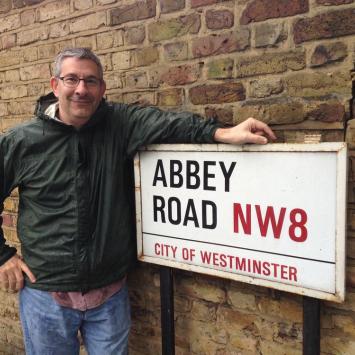 ABBEY
ROAD NW8
CITY OF WESTMINSTER